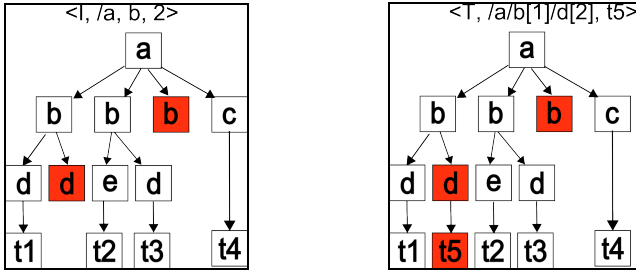 <I, /a, b, 2>
a
b b b c
d d e d
t1 t2 t3 t4
<T, /a/b[1]/d[2], t5>
a
b b b c
d d e d
t1 t5 t2 t3 t4